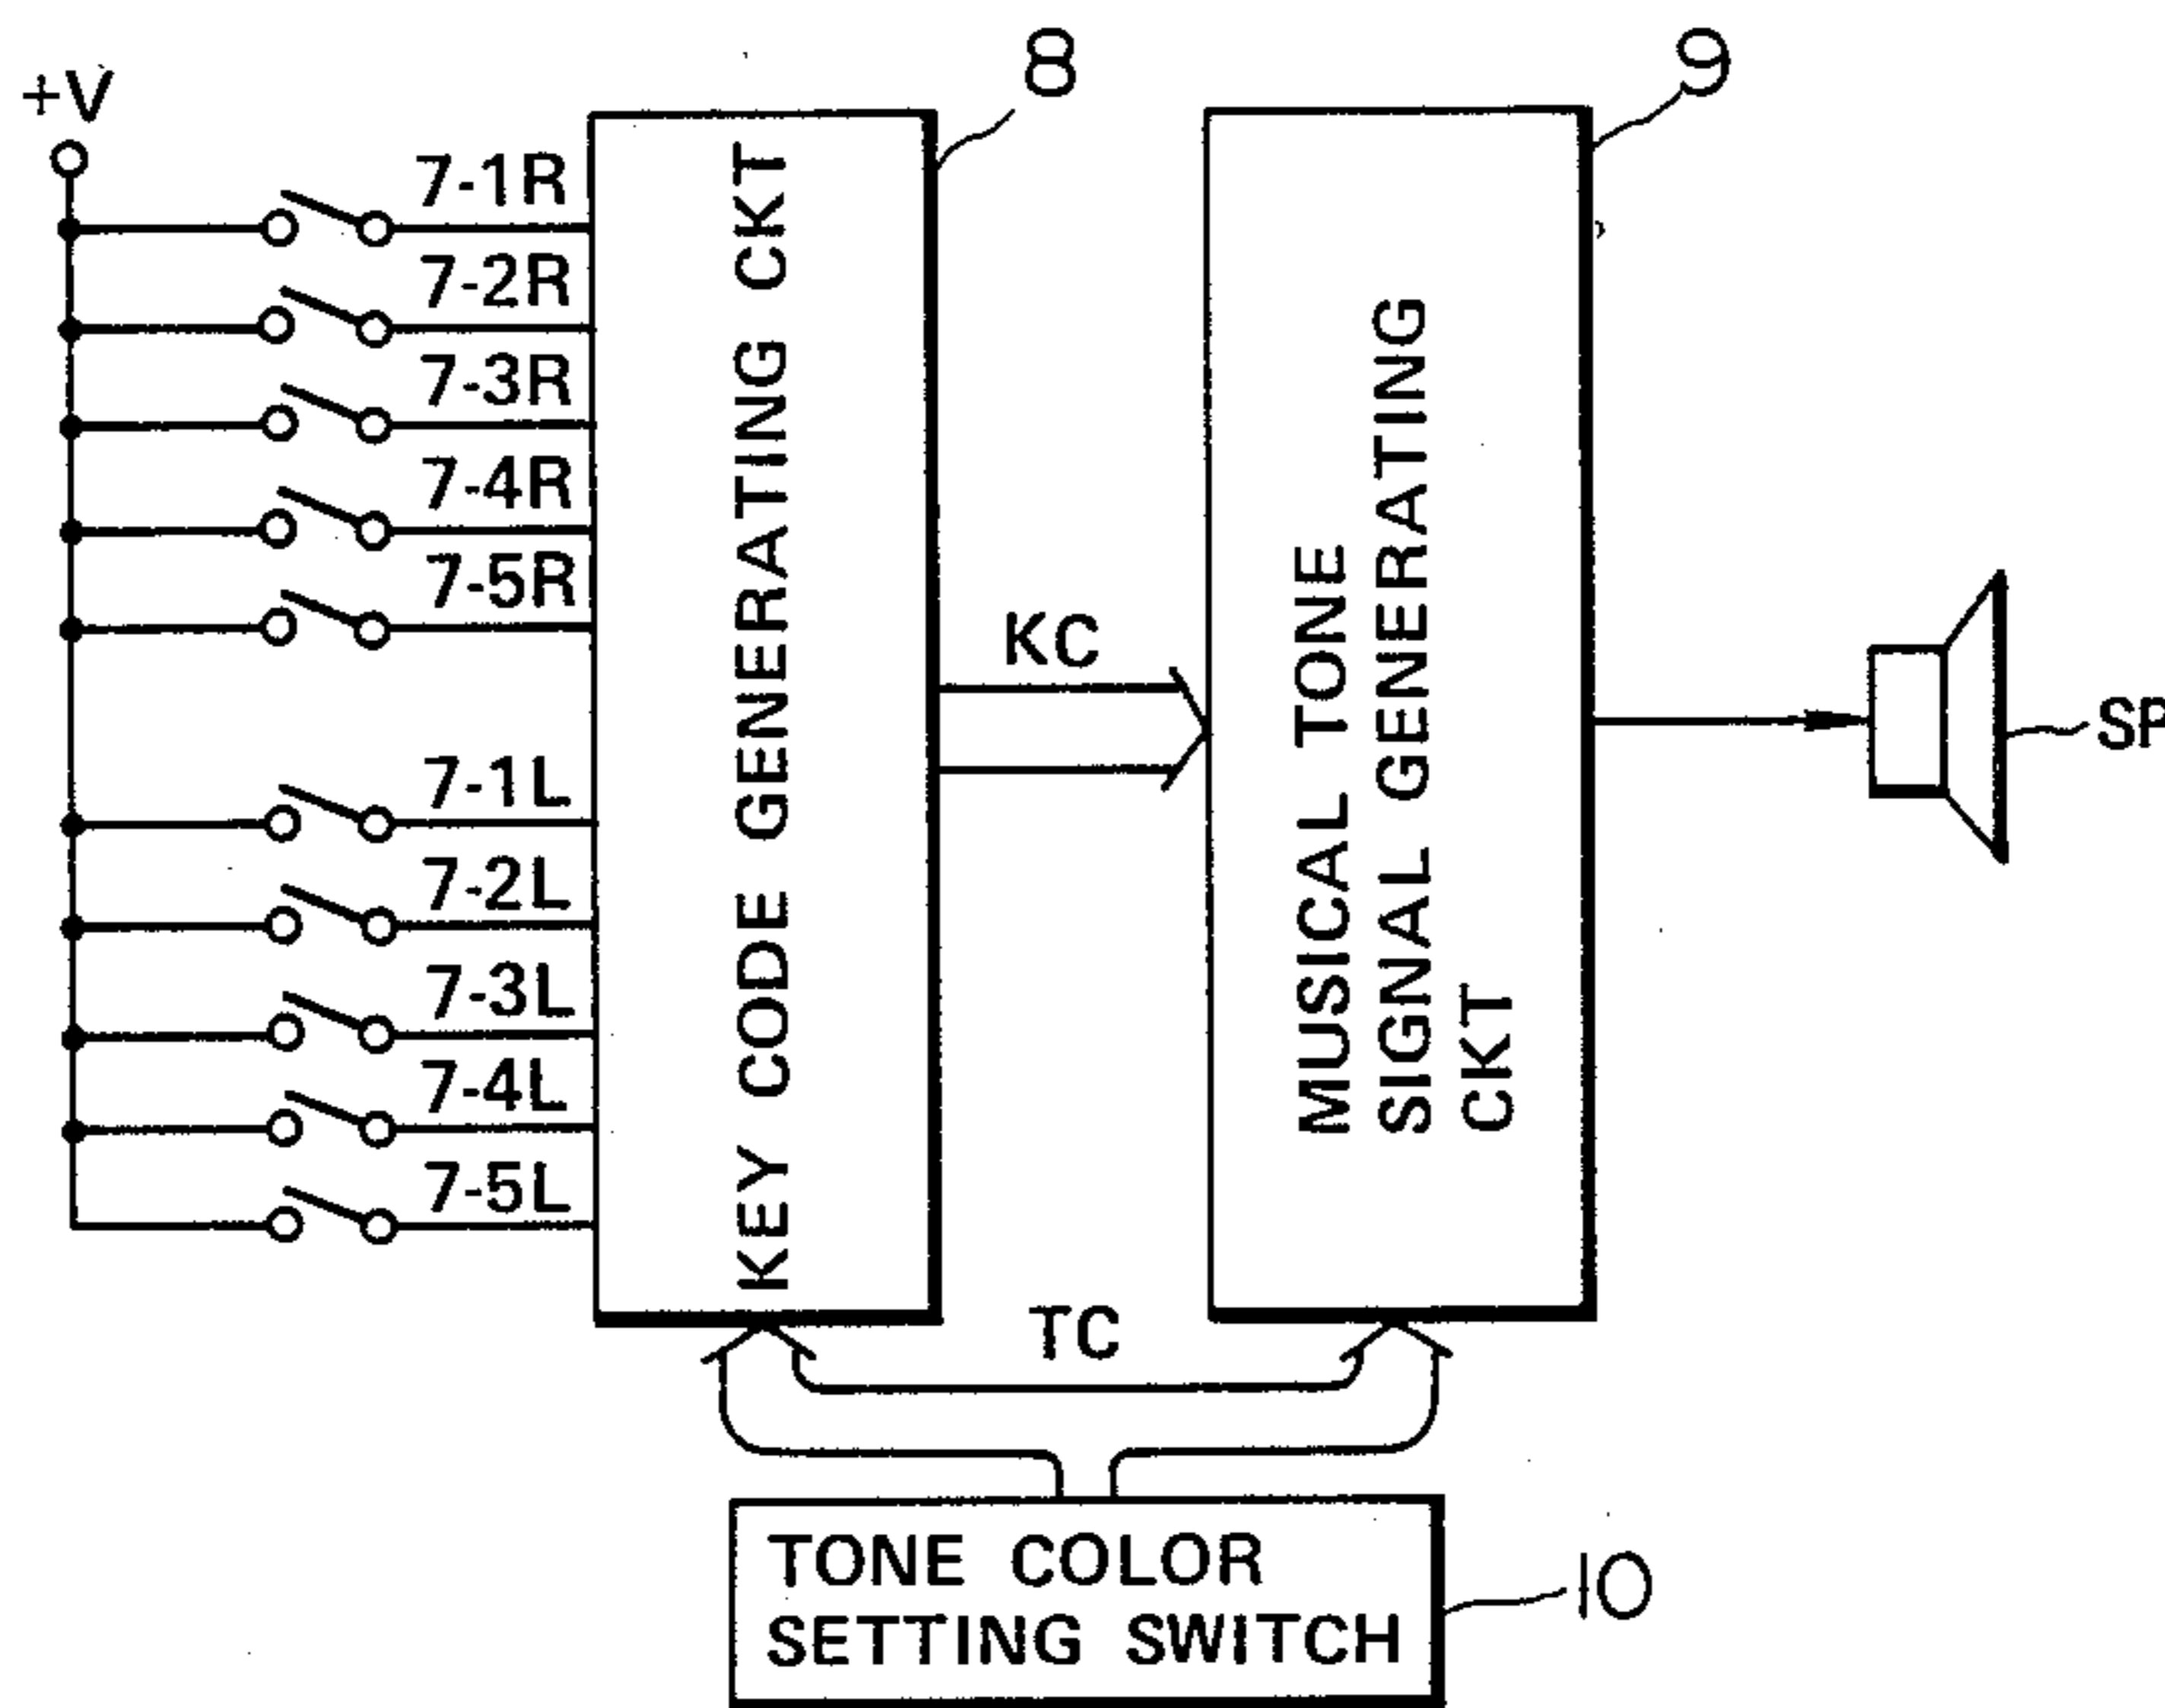 +V
7-1R
7-2R
7-3R
7-4R
7-5R
7-1L
7-2L
7-3L
7-4L
7-5L
KEY CODE GENERATING CKT
8
KC
MUSICAL TONE
SIGNAL GENERATING
CKT
9
SP
TC
TONE COLOR
SETTING SWITCH
10